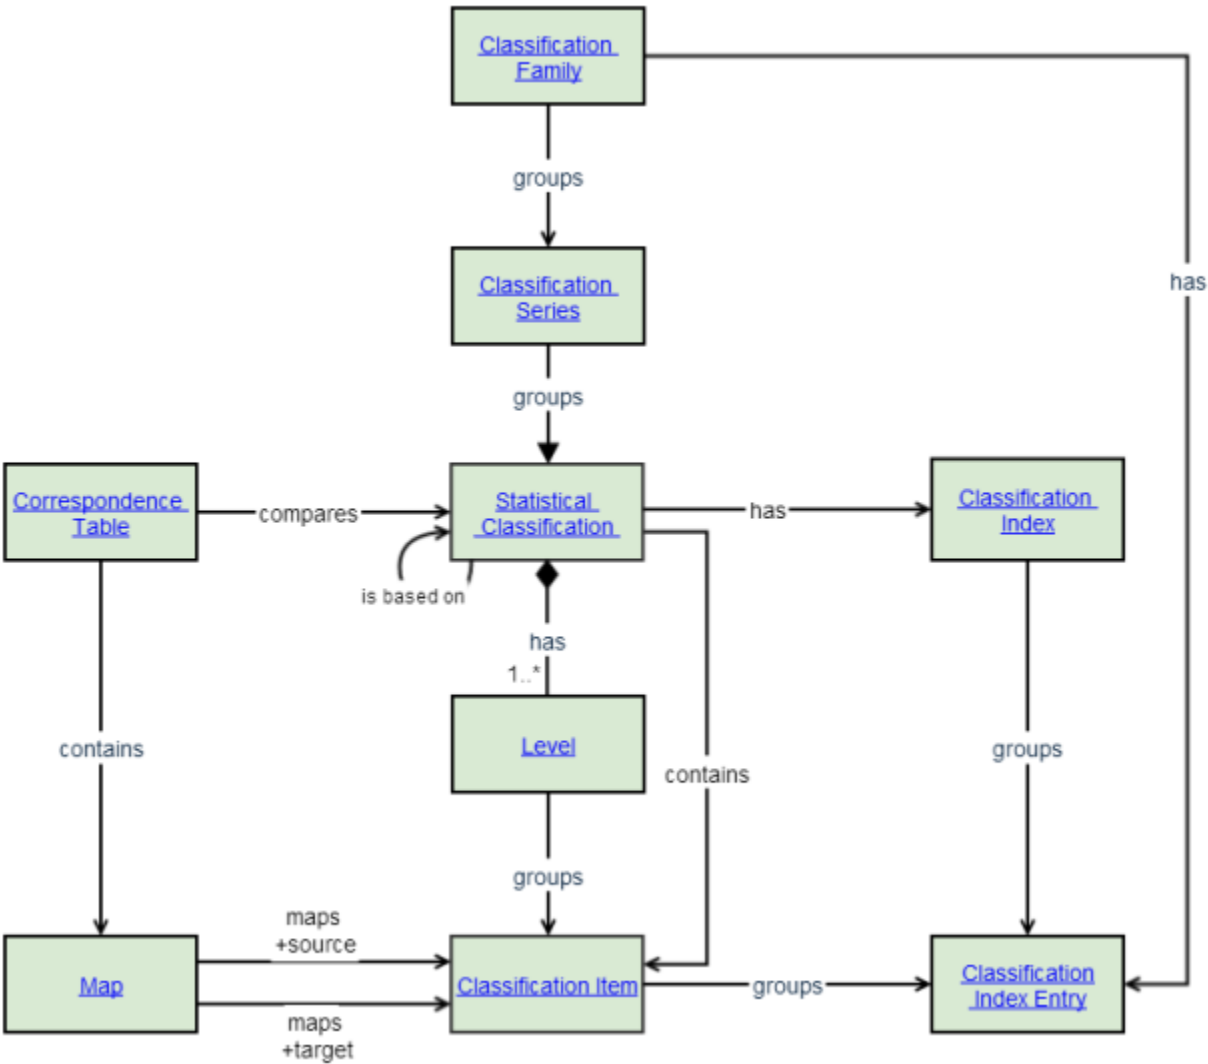 Classification
Family
groups
has
Classification
Series
groups
Correspondence
Table
compares
Statistical
Classification
has
Classification
Index
is based on
has
1..*
Level
contains
groups
contains
groups
maps
+source
Map
maps
+target
Classification Item
groups
Classification
Index Entry